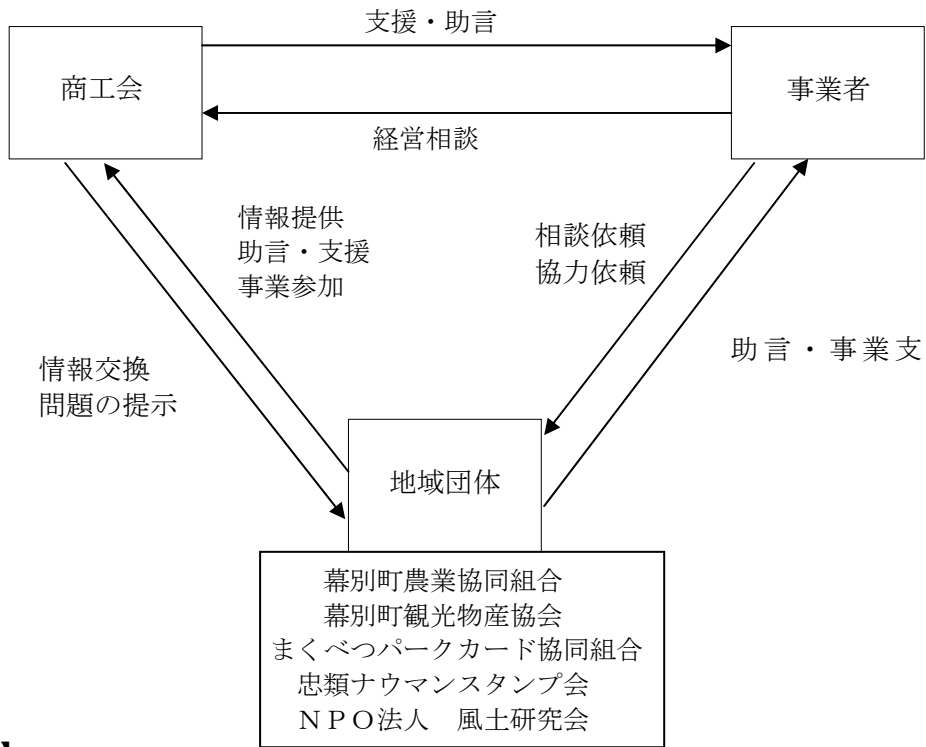 支援・助言
商工会
事業者
経営相談
情報提供
助言・支援
事業参加
相談依頼
協力依頼
助言・事業支
情報交換
問題の提示
地域団体
幕別町農業協同組合
幕別町観光物産協会
まくべつパークカード協同組合
忠類ナウマンスタンプ会
ＮＰＯ法人　風土研究会